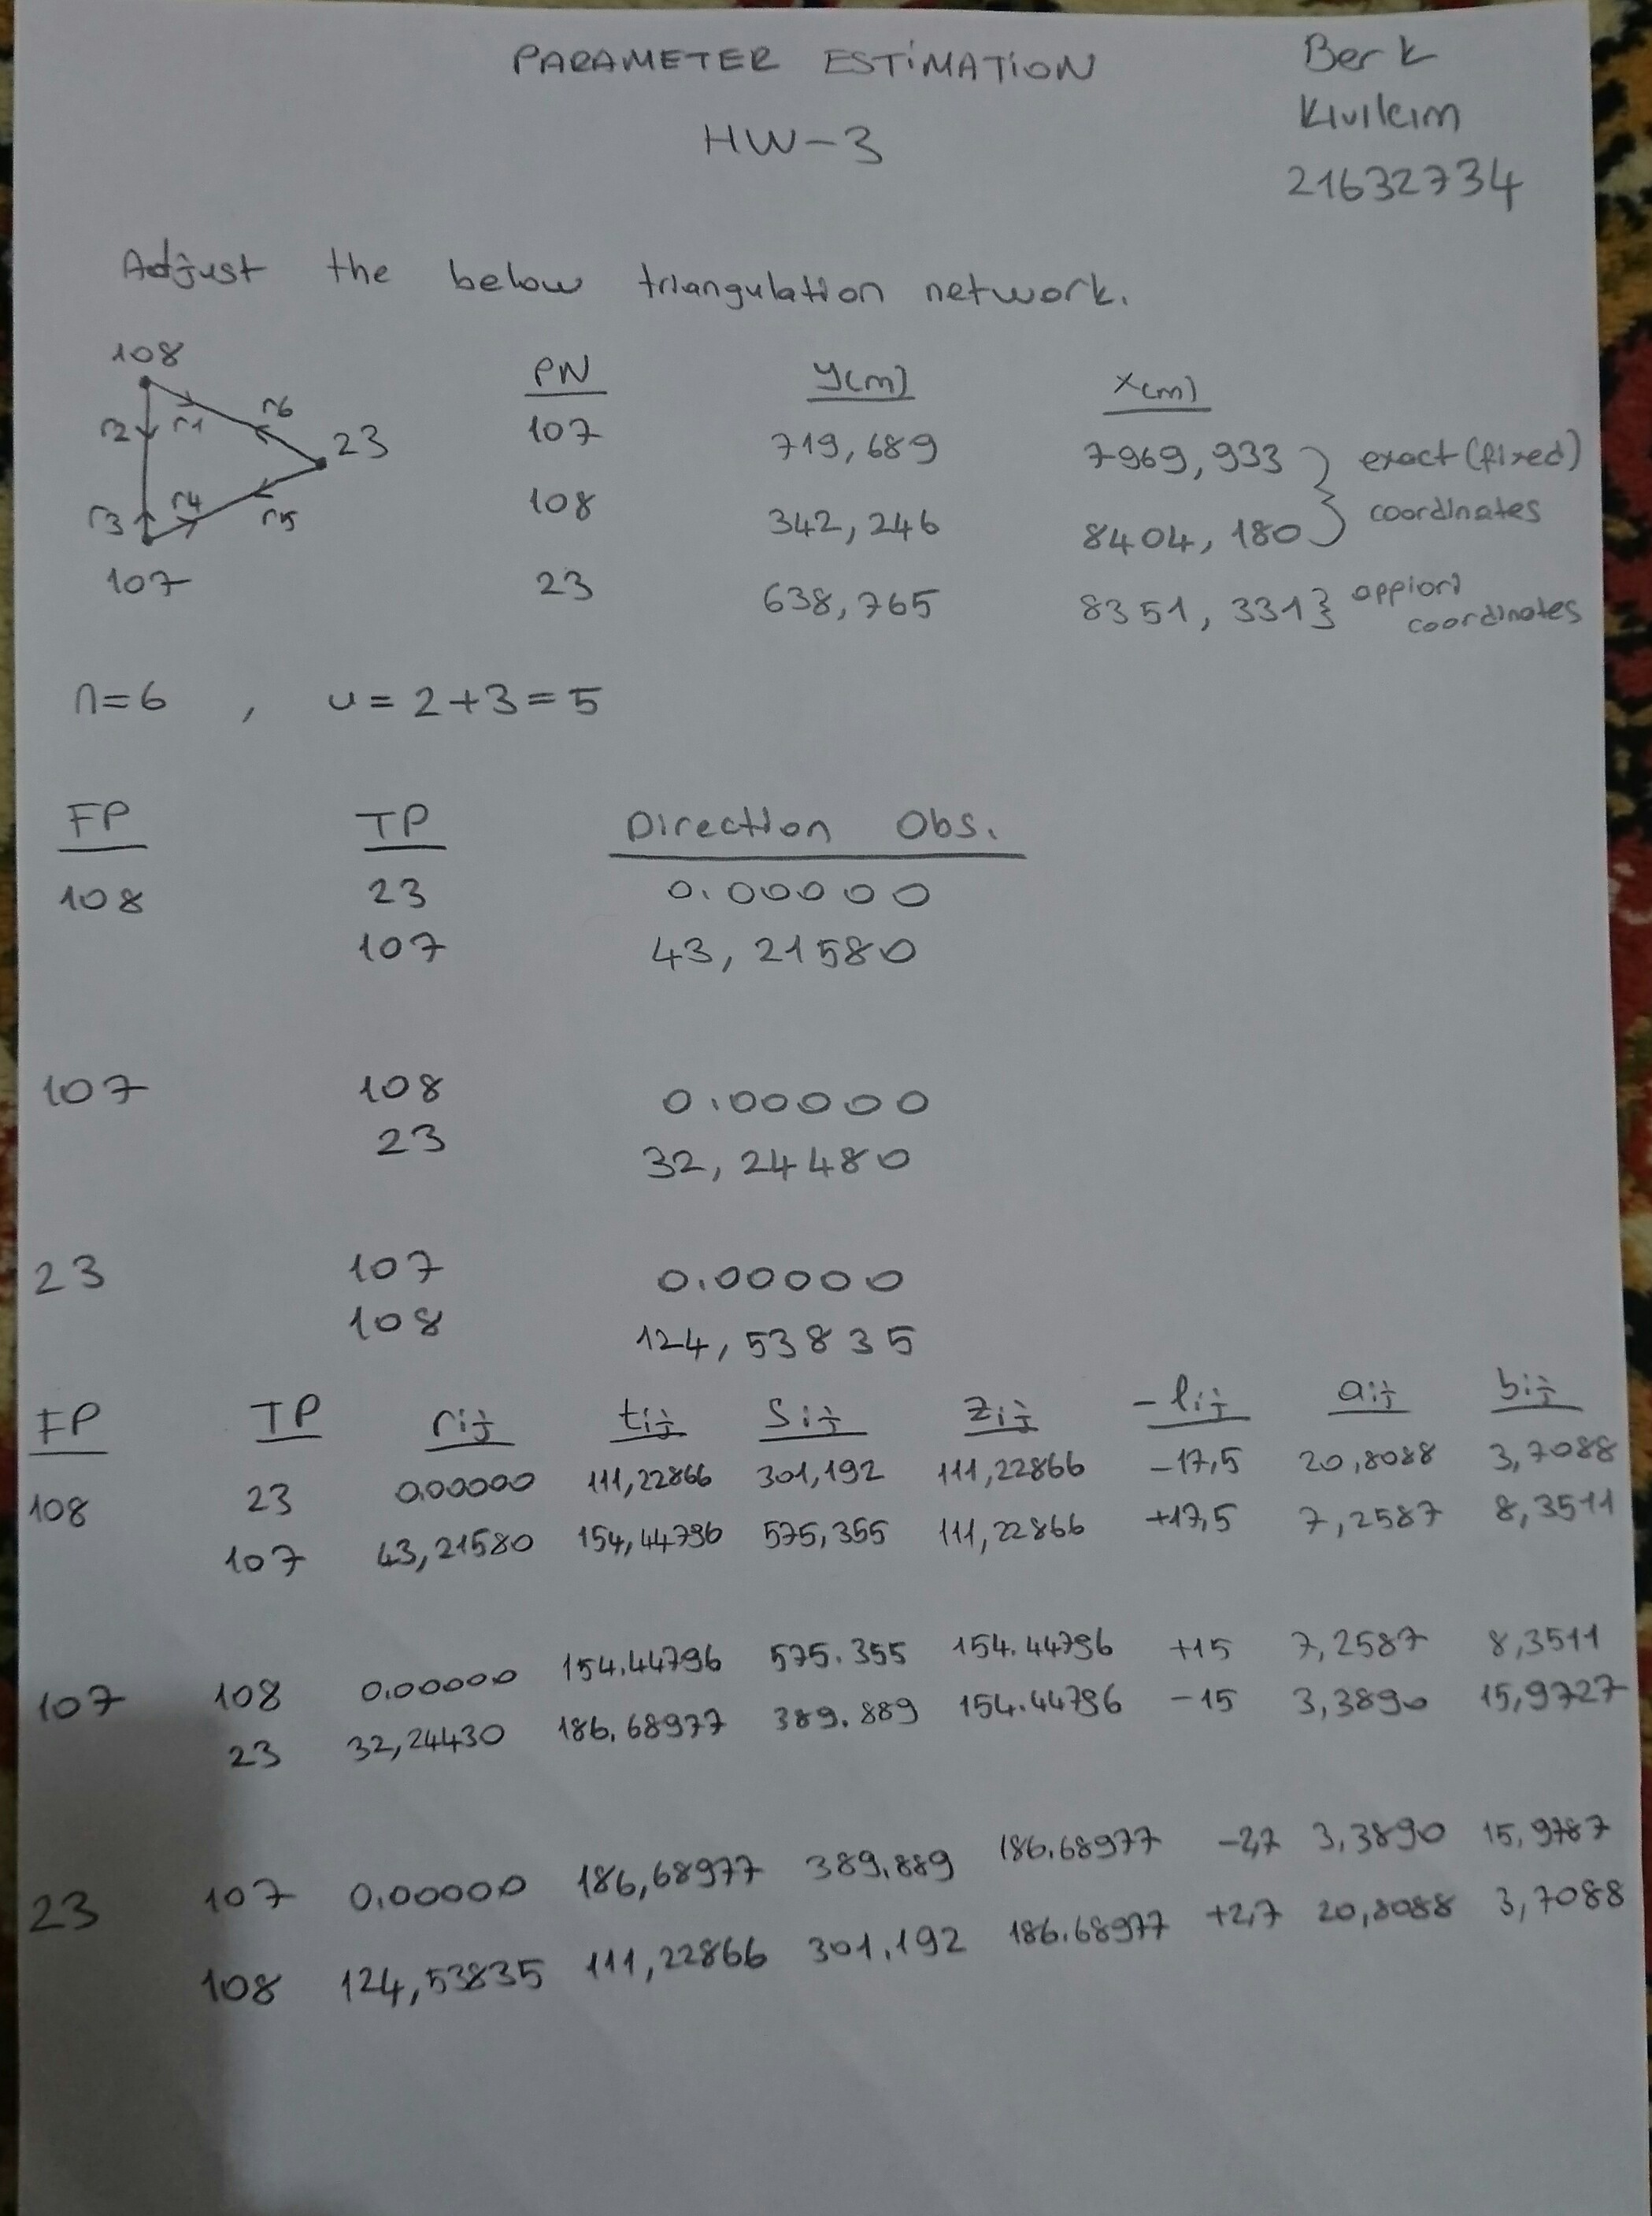 PARAMETER ESTİMATİON
HW-3
Berk
Kıvılcım
21632734
Adjust the below triangulation network.
108
r2 r1 r6
23
r3 r4 r5
107
PN y(m) x(m)
107 719,689 7969,933
108 342,246 8404,180
exact (fixed)
coordinates
23 638,765 8351,331
coordinates
n=6 , u=2+3=5
FP TP Direction Obs.
108 23 0.00000
107 43,21580
107 108 0.00000
23 32,24480
23 107 0.00000
108 124,53835
FP TP rij tij Sij Zij -lij aij bij
108 23 0.00000 111,22866 301,192 111,22866 -17,5 20,8088 3,7088
107 43,21580 154,44796 575,355 111,22866 +17,5 7,2587 8,3511
107 108 0.00000 154.44796 575.355 154.44796 +15 7,2587 8,3511
23 32,24430 186,68977 389.889 154.44796 -15 3,3890 15,9727
23 107 0,00000 186,68977 389,889 186.68977 -2,7 3,3890 15,9787
108 124,53835 111,22866 301,192 186.68977 +2,7 20,8088 3,7088